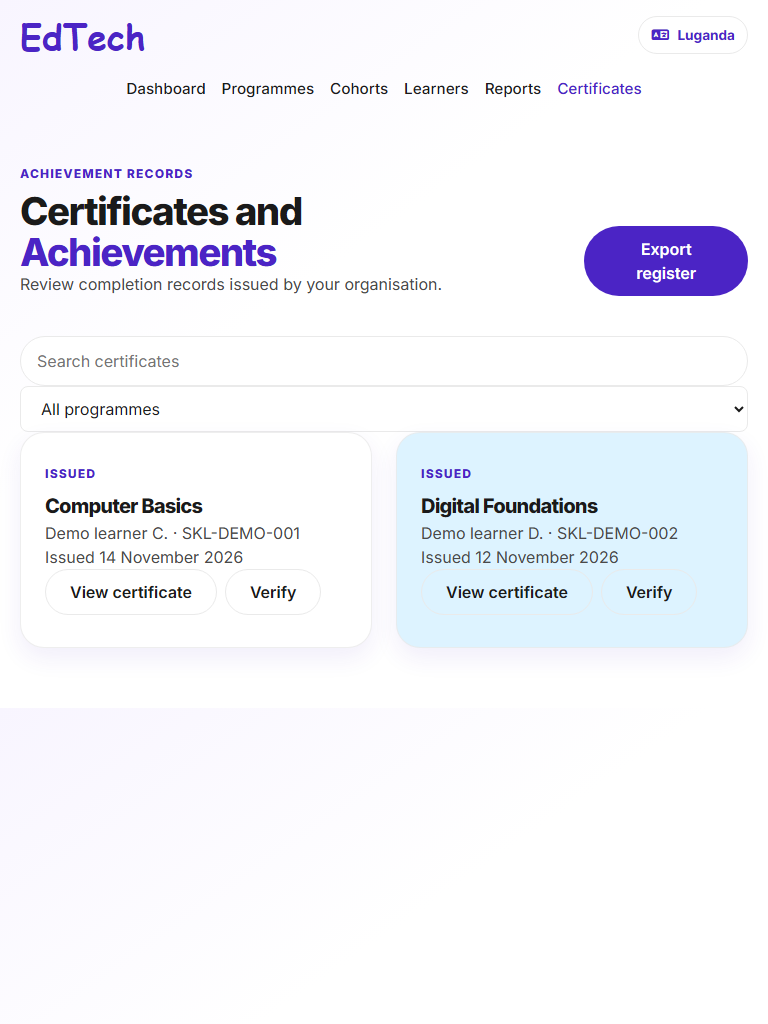 EdTech
Luganda
Dashboard Programmes Cohorts Learners Reports Certificates
ACHIEVEMENT RECORDS
Certificates and
Achievements
Review completion records issued by your organisation.
Export
register
Search certificates
All programmes
ISSUED
Computer Basics
Demo learner C. · SKL-DEMO-001
Issued 14 November 2026
View certificate
Verify
ISSUED
Digital Foundations
Demo learner D. · SKL-DEMO-002
Issued 12 November 2026
View certificate
Verify